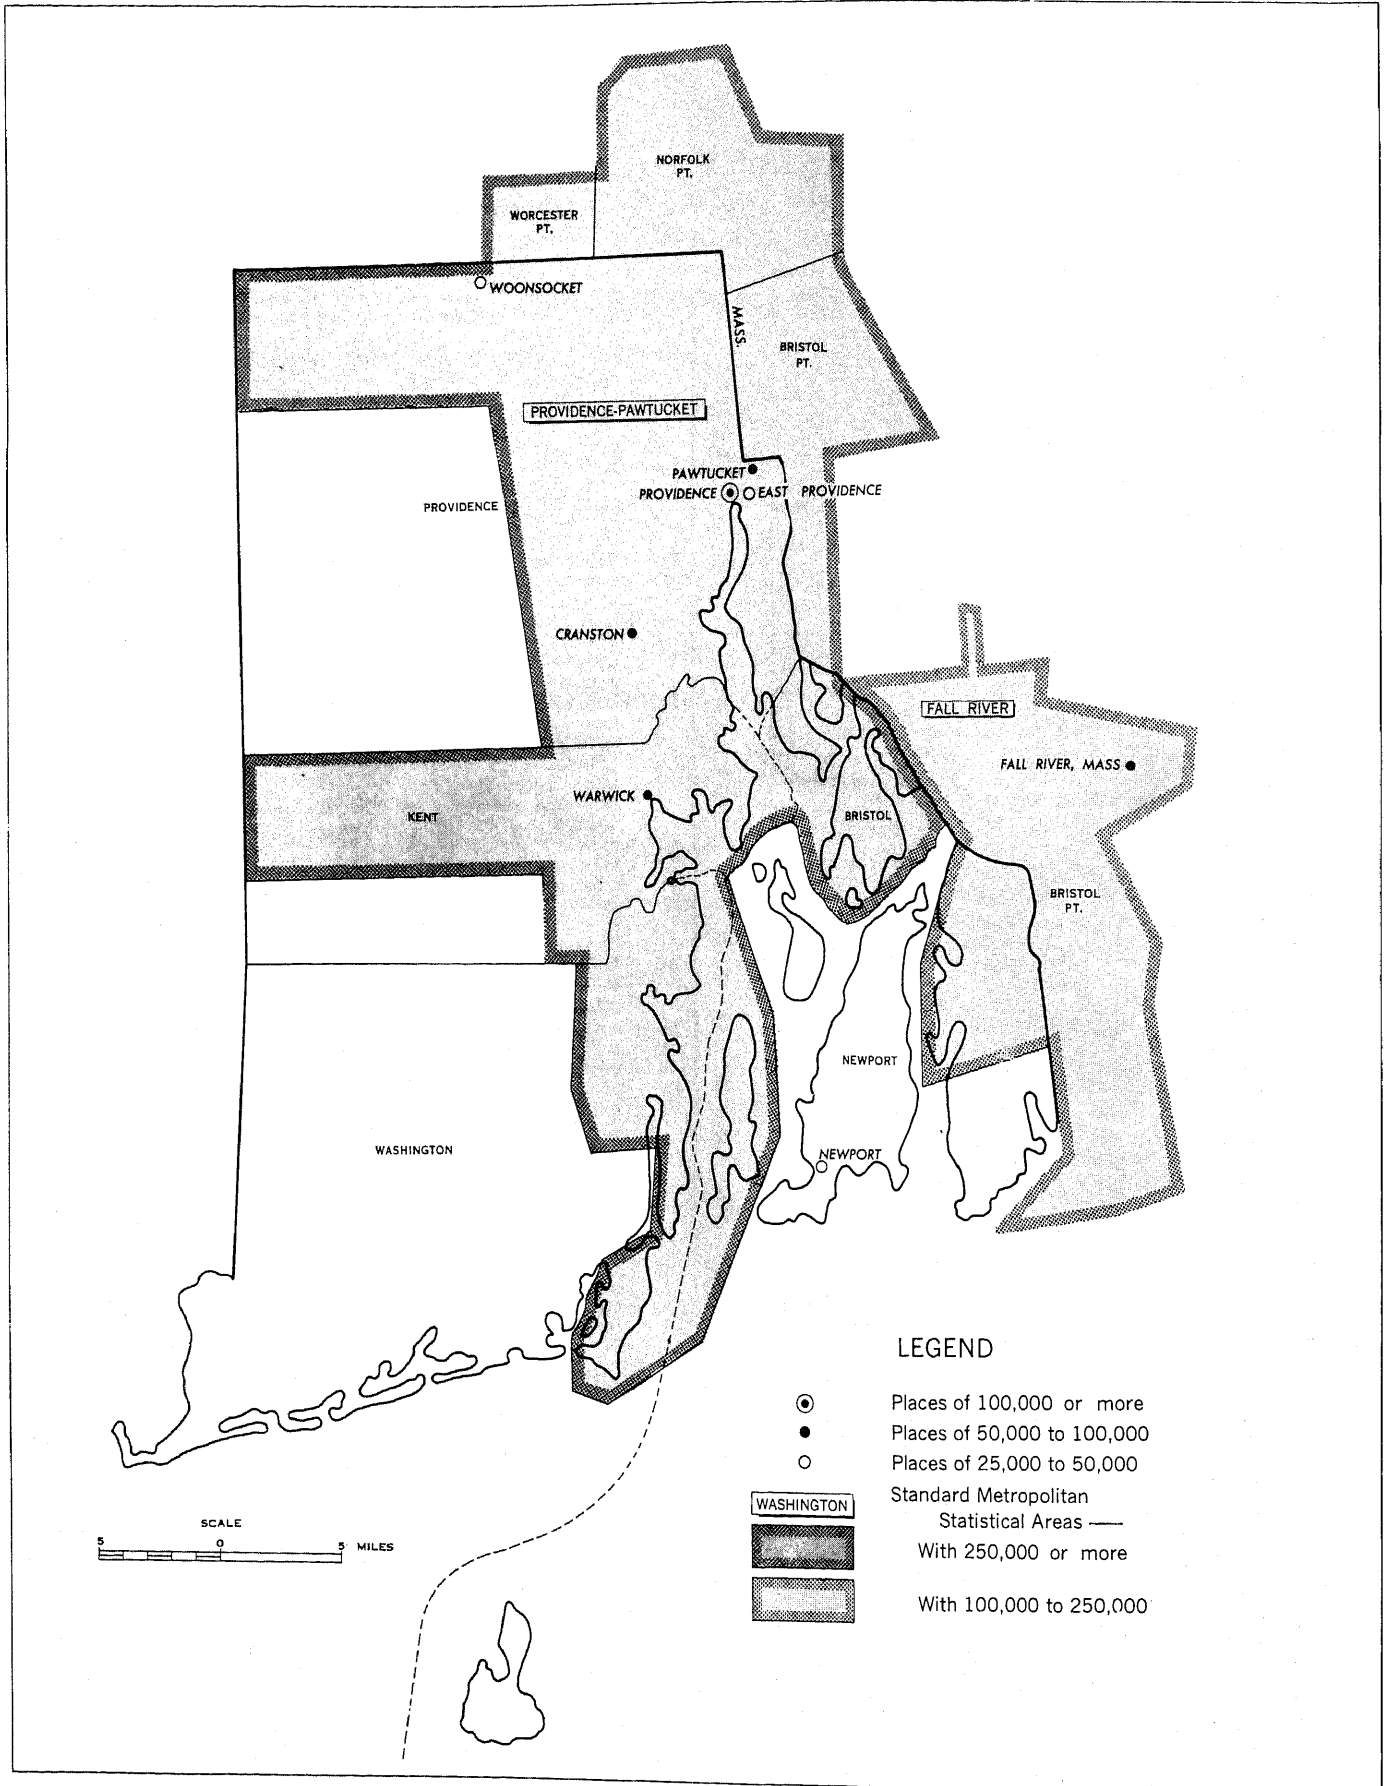 NORFOLK
PT.
WORCESTER
PT.
WOONSOCKET
MASS.
BRISTOL
PT.
PROVIDENCE-PAWTUCKET
PAWTUCKET
PROVIDENCE
EAST PROVIDENCE
PROVIDENCE
CRANSTON
FALL RIVER
FALL RIVER, MASS
WARWICK
KENT
BRISTOL
BRISTOL
PT.
NEWPORT
WASHINGTON
NEWPORT
LEGEND
Places of 100,000 or more
Places of 50,000 to 100,000
Places of 25,000 to 50,000
WASHINGTON
Standard Metropolitan
Statistical Areas —
With 250,000 or more
With 100,000 to 250,000
SCALE
5 0 5 MILES